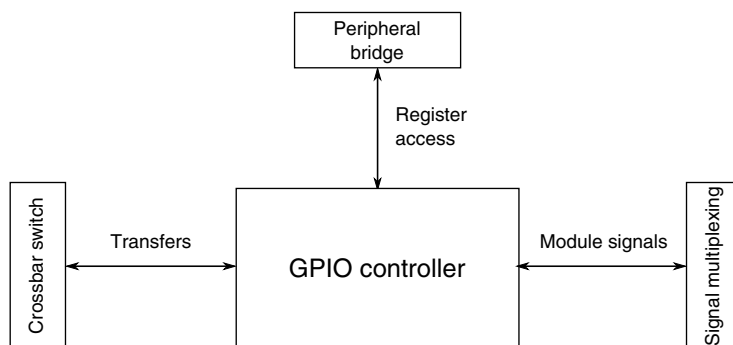 Peripheral
bridge
Register
access
Crossbar switch
Transfers
GPIO controller
Module signals
Signal multiplexing